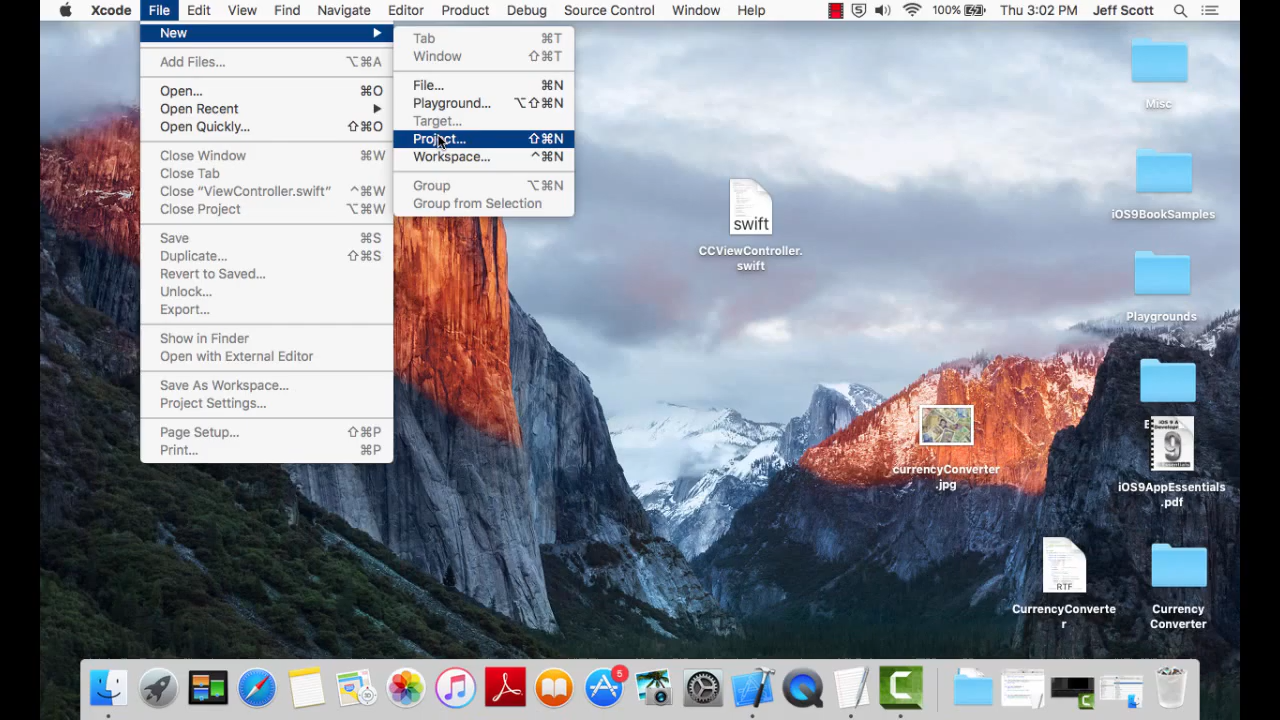 Xcode File Edit View Find Navigate Editor Product Debug Source Control Window Help 100% Thu 3:02 PM Jeff Scott
New
Add Files... ⌥⌘A
Open... ⌘O
Open Recent
Open Quickly... ⇧⌘O
Close Window ⌘W
Close Tab
Close “ViewController.swift” ^⌘W
Close Project ⌥⌘W
Save ⌘S
Duplicate... ⇧⌘S
Revert to Saved...
Unlock...
Export...
Show in Finder
Open with External Editor
Save As Workspace...
Project Settings...
Page Setup... ⇧⌘P
Print... ⌘P
Tab ⌘T
Window ⇧⌘T
File... ⌘N
Playground... ⌥⇧⌘N
Target...
Project... ⇧⌘N
Workspace... ^⌘N
Group ⌥⌘N
Group from Selection
swift
CCViewController.
swift
currencyConverter
.jpg
Misc
iOS9BookSamples
Playgrounds
9
iOS9AppEssentials
.pdf
RTF
CurrencyConverte
r
Currency
Converter
5